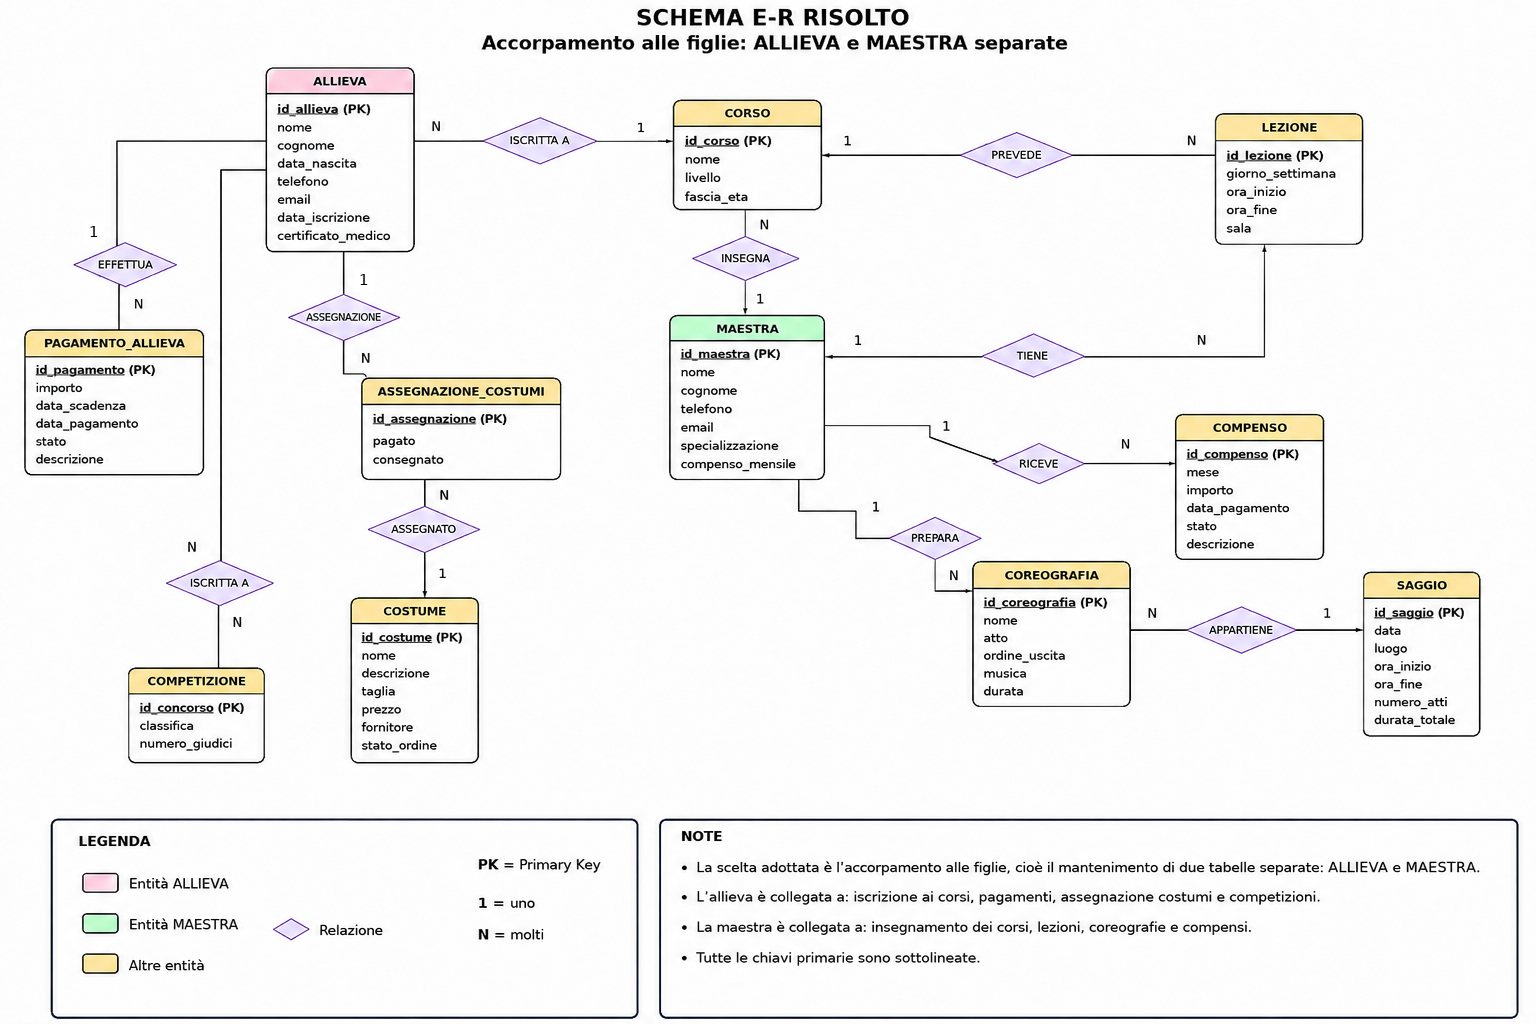 SCHEMA E-R RISOLTO
Accorpamento alle figlie: ALLIEVA e MAESTRA separate
ALLIEVA
id_allieva (PK)
nome
cognome
data_nascita
telefono
email
data_iscrizione
certificato_medico
N
ISCRITTA A
1
CORSO
id_corso (PK)
nome
livello
fascia_eta
1
PREVEDE
N
LEZIONE
id_lezione (PK)
giorno_settimana
ora_inizio
ora_fine
sala
1
EFFETTUA
N
PAGAMENTO_ALLIEVA
id_pagamento (PK)
importo
data_scadenza
data_pagamento
stato
descrizione
1
ASSEGNAZIONE
N
ASSEGNAZIONE_COSTUMI
id_assegnazione (PK)
pagato
consegnato
N
ASSEGNATO
1
COSTUME
id_costume (PK)
nome
descrizione
taglia
prezzo
fornitore
stato_ordine
N
ISCRITTA A
N
COMPETIZIONE
id_concorso (PK)
classifica
numero_giudici
N
INSEGNA
1
MAESTRA
id_maestra (PK)
nome
cognome
telefono
email
specializzazione
compenso_mensile
1
TIENE
N
1
RICEVE
N
COMPENSO
id_compenso (PK)
mese
importo
data_pagamento
stato
descrizione
1
PREPARA
N
COREOGRAFIA
id_coreografia (PK)
nome
atto
ordine_uscita
musica
durata
N
APPARTIENE
1
SAGGIO
id_saggio (PK)
data
luogo
ora_inizio
ora_fine
numero_atti
durata_totale
LEGENDA
Entità ALLIEVA
Entità MAESTRA
Altre entità
Relazione
PK = Primary Key
1 = uno
N = molti
NOTE
• La scelta adottata è l'accorpamento alle figlie, cioè il mantenimento di due tabelle separate: ALLIEVA e MAESTRA.
• L'allieva è collegata a: iscrizione ai corsi, pagamenti, assegnazione costumi e competizioni.
• La maestra è collegata a: insegnamento dei corsi, lezioni, coreografie e compensi.
• Tutte le chiavi primarie sono sottolineate.